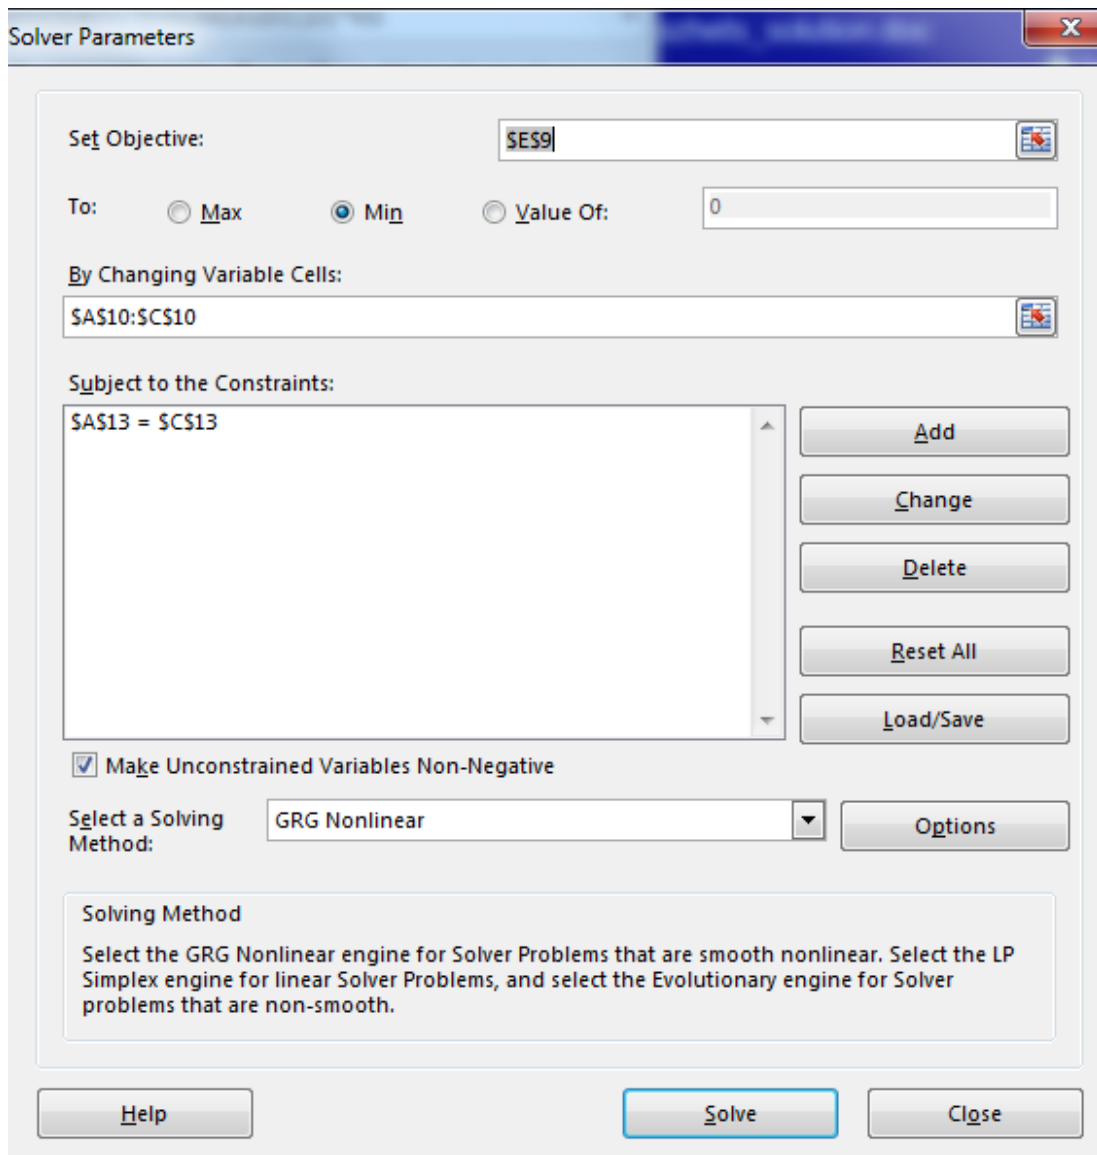 Solver Parameters
Set Objective:
$E$9
To:
Max
Min
Value Of:
0
By Changing Variable Cells:
$A$10:$C$10
Subject to the Constraints:
$A$13 = $C$13
Add
Change
Delete
Reset All
Load/Save
Make Unconstrained Variables Non-Negative
Select a Solving
Method:
GRG Nonlinear
Options
Solving Method
Select the GRG Nonlinear engine for Solver Problems that are smooth nonlinear. Select the LP
Simplex engine for linear Solver Problems, and select the Evolutionary engine for Solver
problems that are non-smooth.
Help
Solve
Close